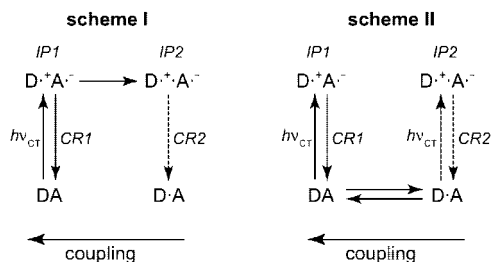 scheme I
IP1 IP2
D·⁺A·⁻ D·⁺·A·⁻
hν_CT CR1 CR2
DA D·A
coupling
scheme II
IP1 IP2
D·⁺A·⁻ D·⁺·A·⁻
hν_CT CR1 hν_CT CR2
DA D·A
coupling